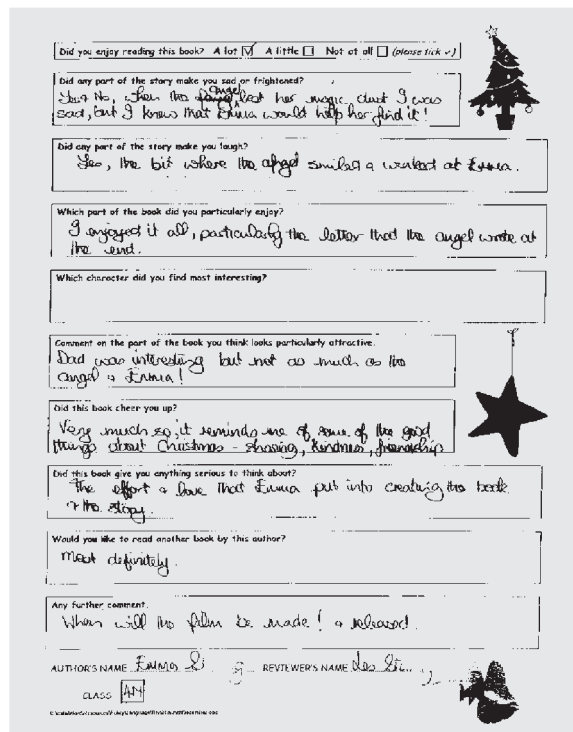 Did you enjoy reading this book? A lot ☑ A little ☐ Not at all ☐ (please tick ✓)
Did any part of the story make you sad or frightened?
No, when the angel lost her magic dust I was
sad, but I knew that Emma would help her find it!
Did any part of the story make you laugh?
Yes, the bit where the angel smiled & winked at Emma.
Which part of the book did you particularly enjoy?
I enjoyed it all, particularly the letter that the angel wrote at
the end.
Which character did you find most interesting?
Comment on the part of the book you think looks particularly attractive.
Dad was interesting but not as much as the
angel & Emma!
Did this book cheer you up?
Very much so, it reminds me of some of the good
things about Christmas - sharing, kindness, friendship
Did this book give you anything serious to think about?
The effort & love that Emma put into creating the book
& the story.
Would you like to read another book by this author?
Most definitely.
Any further comment.
When will the film be made! & released
AUTHOR'S NAME Emma S REVIEWER'S NAME Les
CLASS 4M